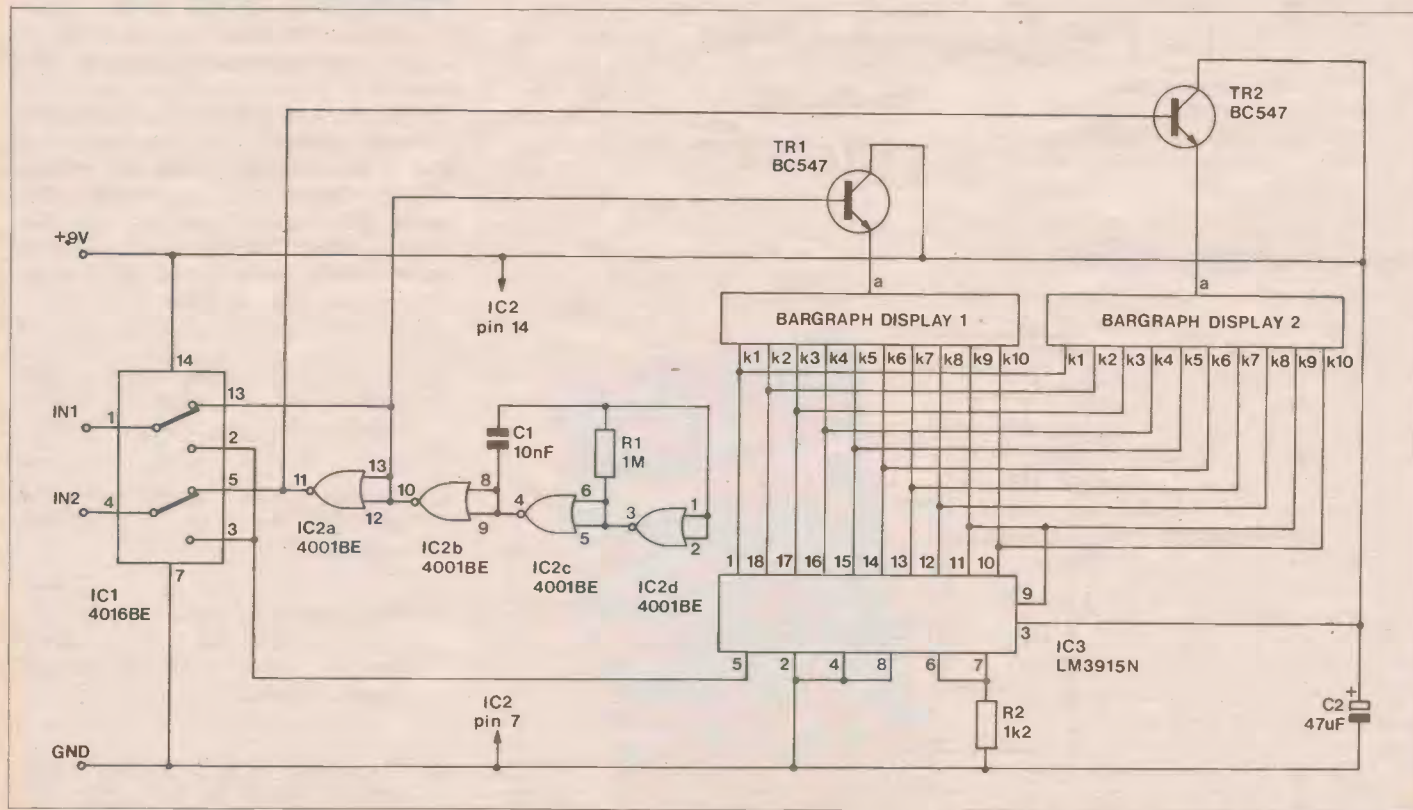 TR2
BC547
TR1
BC547
+9V
IC2
pin 14
a
a
BARGRAPH DISPLAY 1
BARGRAPH DISPLAY 2
k1 k2 k3 k4 k5 k6 k7 k8 k9 k10
k1 k2 k3 k4 k5 k6 k7 k8 k9 k10
14
13
IN1
1
2
C1
10nF
R1
1M
5
11
13
12
10
8
9
4
6
5
3
1
2
IN2
4
3
IC2a
4001BE
IC2b
4001BE
IC2c
4001BE
IC2d
4001BE
7
IC1
4016BE
1 18 17 16 15 14 13 12 11 10
9
3
IC3
LM3915N
5 2 4 8 6 7
IC2
pin 7
R2
1k2
+
C2
47uF
GND